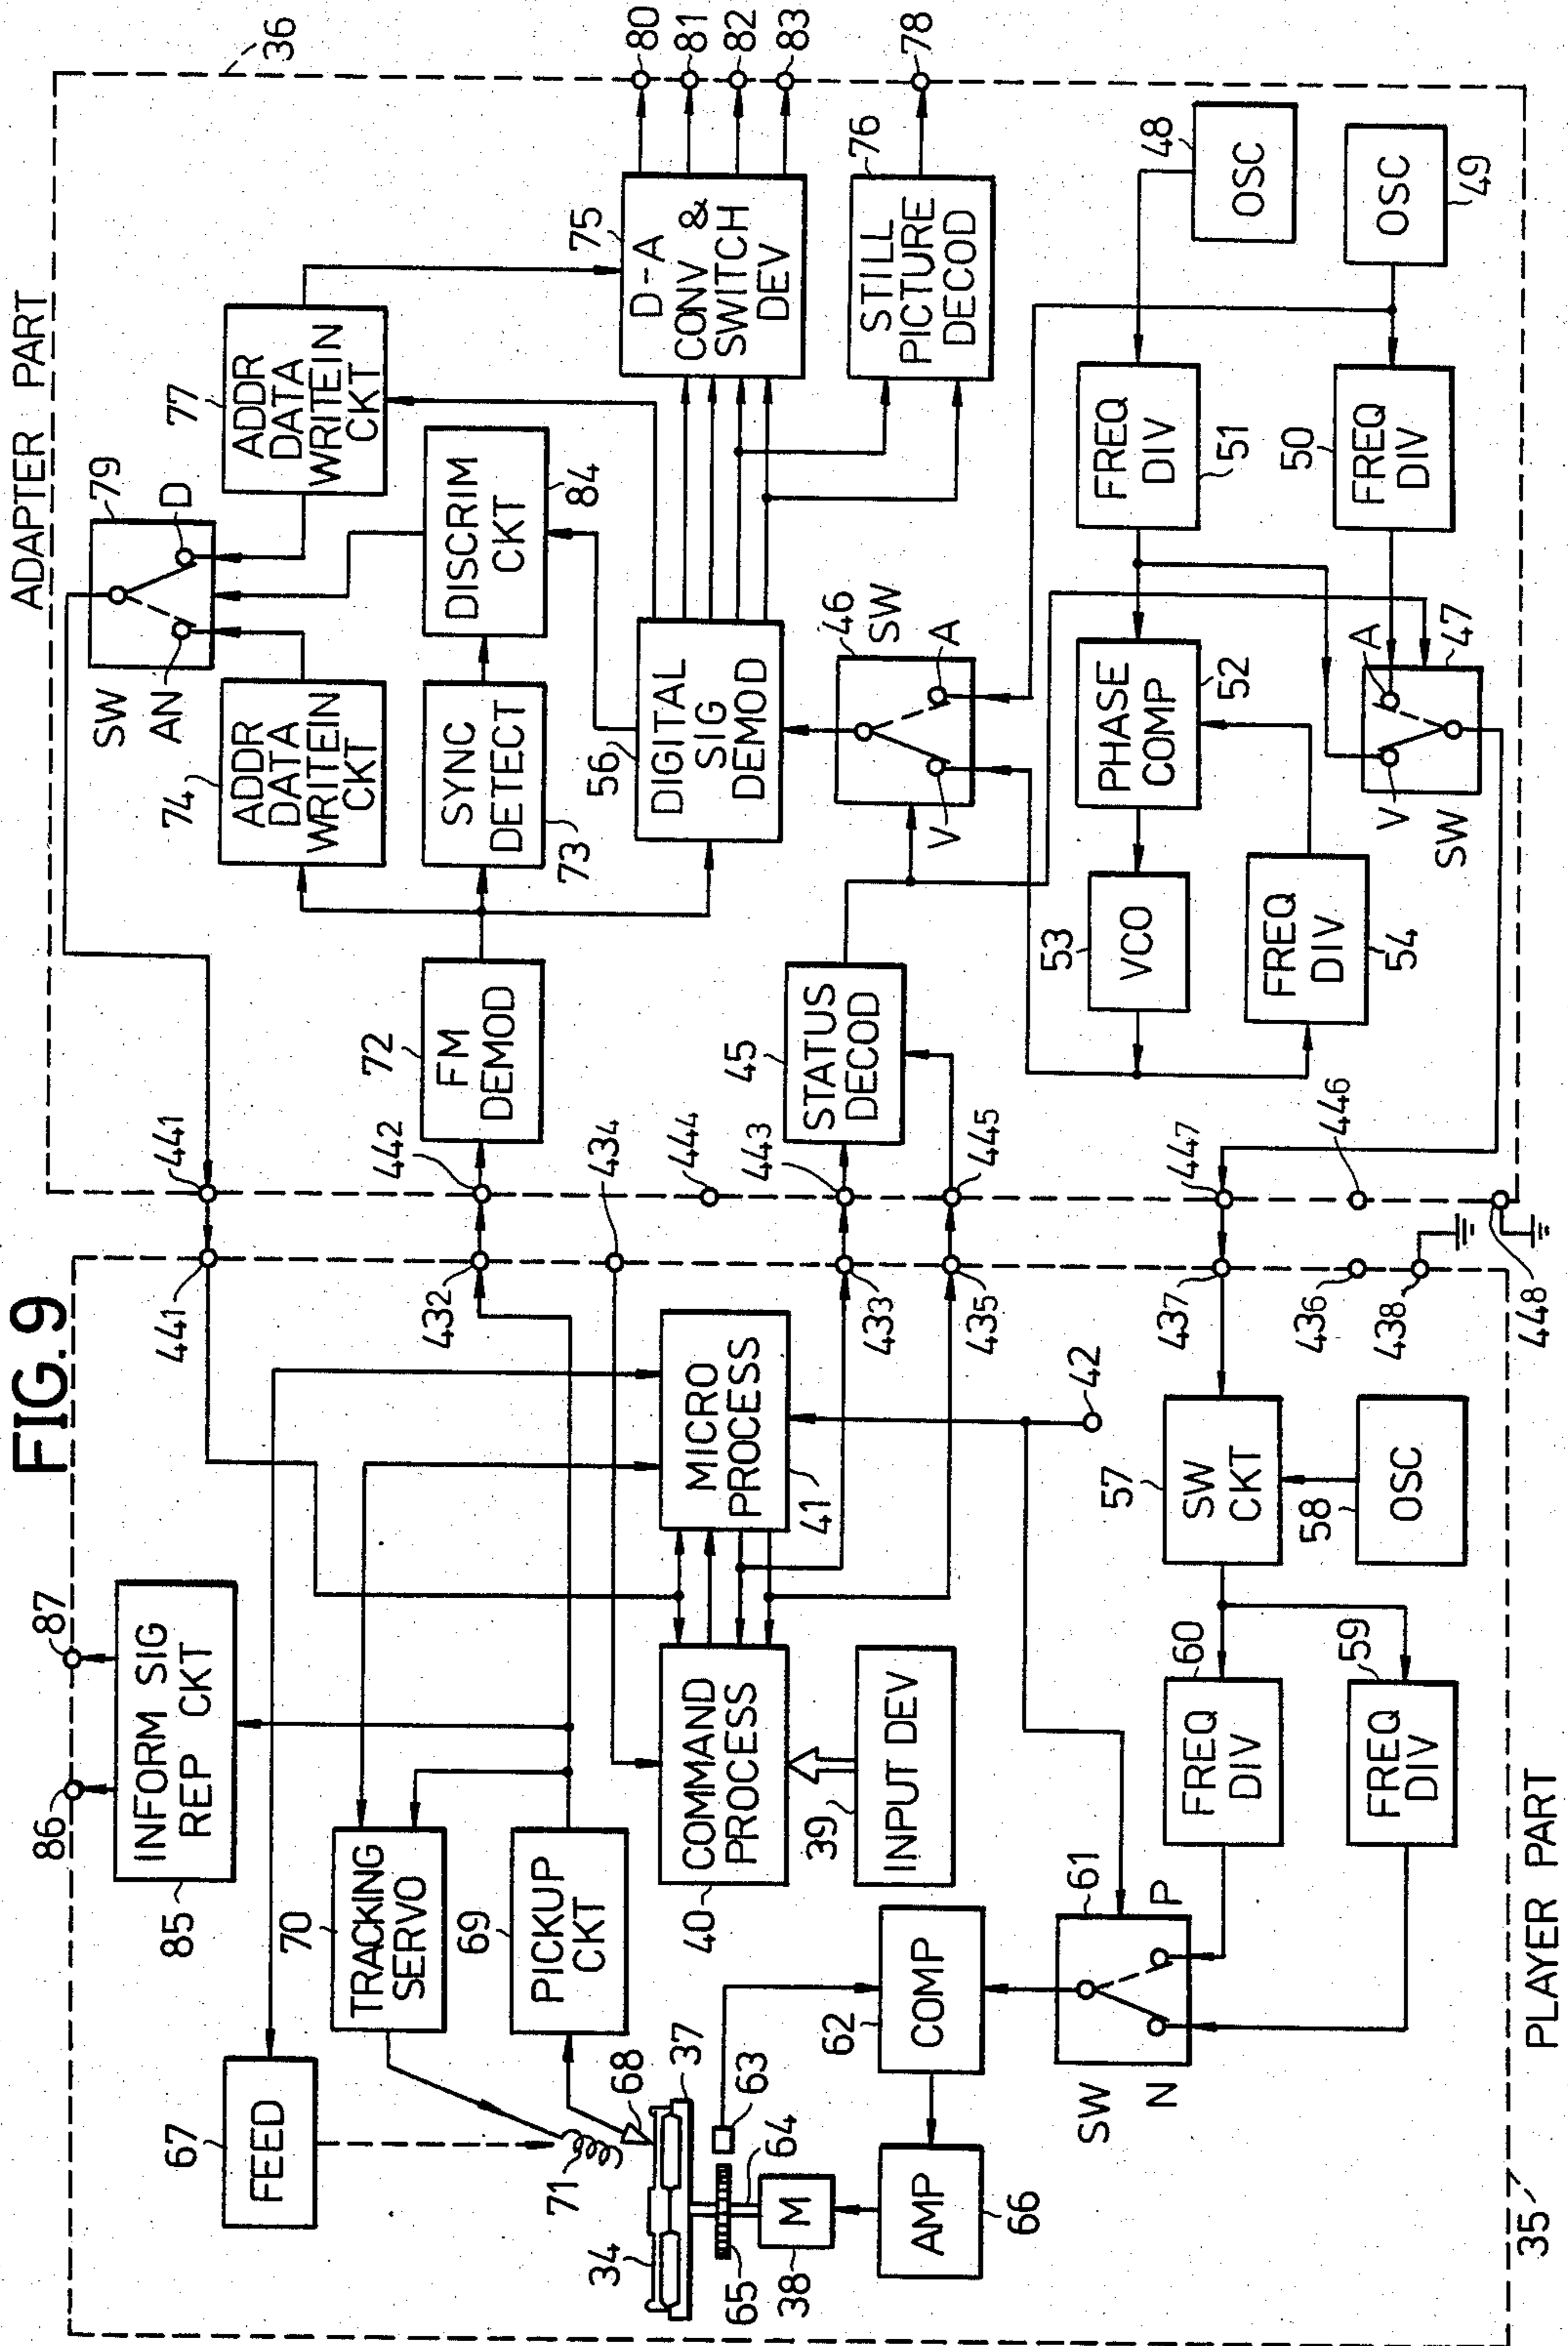 FIG.9
ADAPTER PART
36
79
SW
AN
D
77
ADDR
DATA
WRITEIN
CKT
74
ADDR
DATA
WRITEIN
CKT
75
D-A
CONV &
SWITCH
DEV
80
81
82
83
78
76
STILL
PICTURE
DECOD
84
DISCRIM
CKT
SYNC
DETECT
73
56
DIGITAL
SIG
DEMOD
72
FM
DEMOD
45
STATUS
DECOD
46
SW
A
V
48
OSC
OSC
49
FREQ
DIV
51
50
FREQ
DIV
PHASE
COMP
52
53
VCO
FREQ
DIV
54
A
47
V
SW
441
442
434
444
443
445
447
446
448
441
432
433
435
437
436
438
87
86
INFORM SIG
REP CKT
85
67
FEED
70
TRACKING
SERVO
69
PICKUP
CKT
71
68
34
37
63
64
65
38
M
AMP
66
62
COMP
MICRO
PROCESS
41
COMMAND
PROCESS
40
39
INPUT DEV
42
57
SW
CKT
58
OSC
60
FREQ
DIV
59
FREQ
DIV
61
P
SW
N
PLAYER PART
35